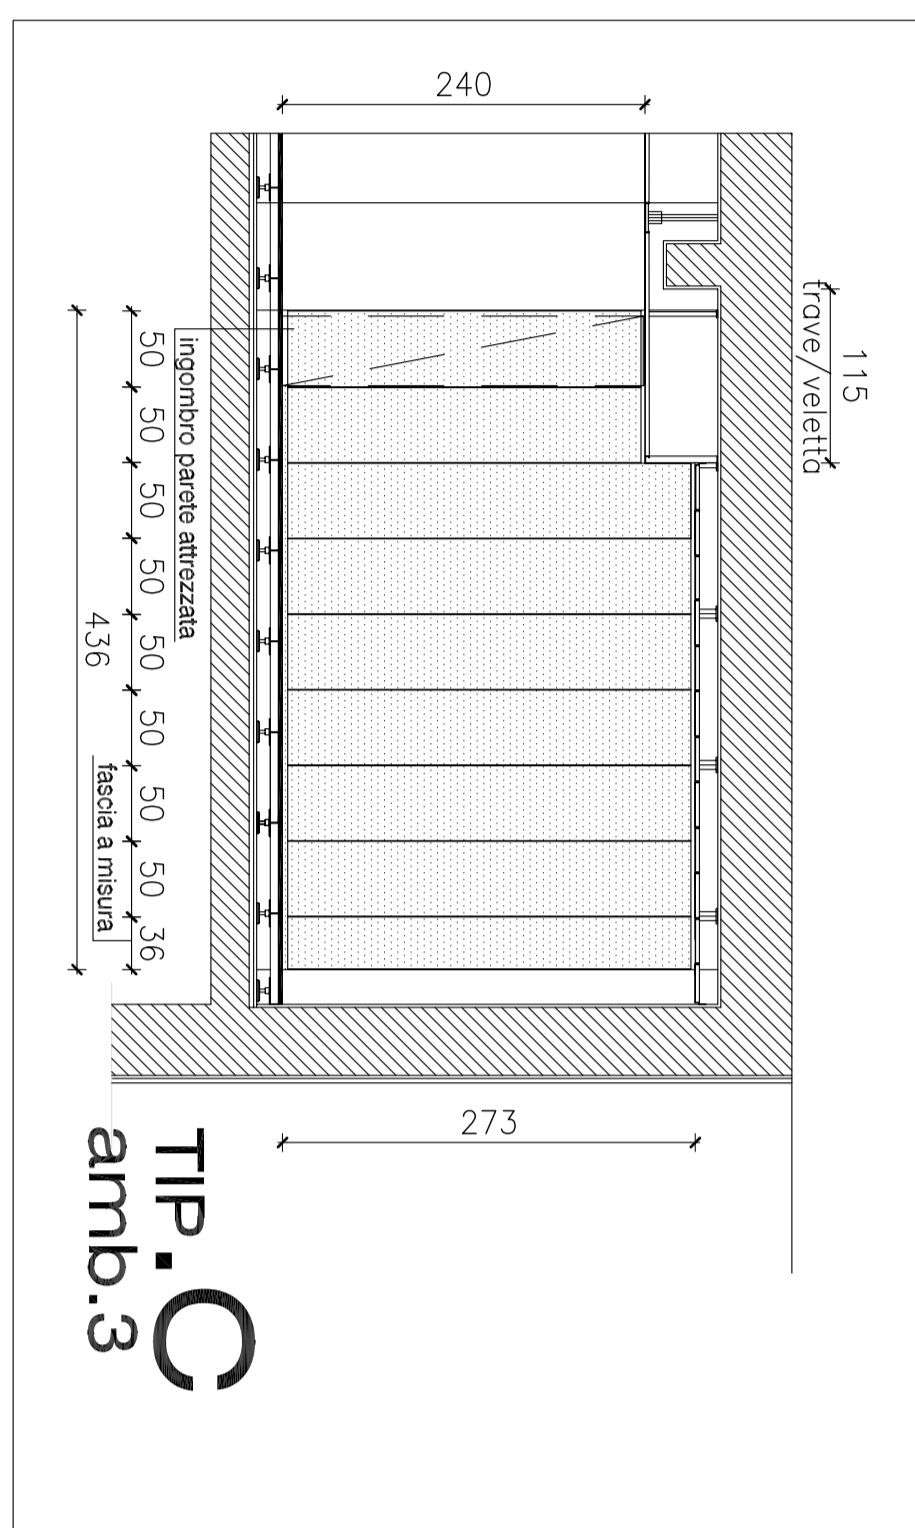 240
115
trave/veletta
50 50 50 50 50 50 50 50 36
ingombro parete attrezzata
fascia a misura
436
273
TIP.C
amb.3